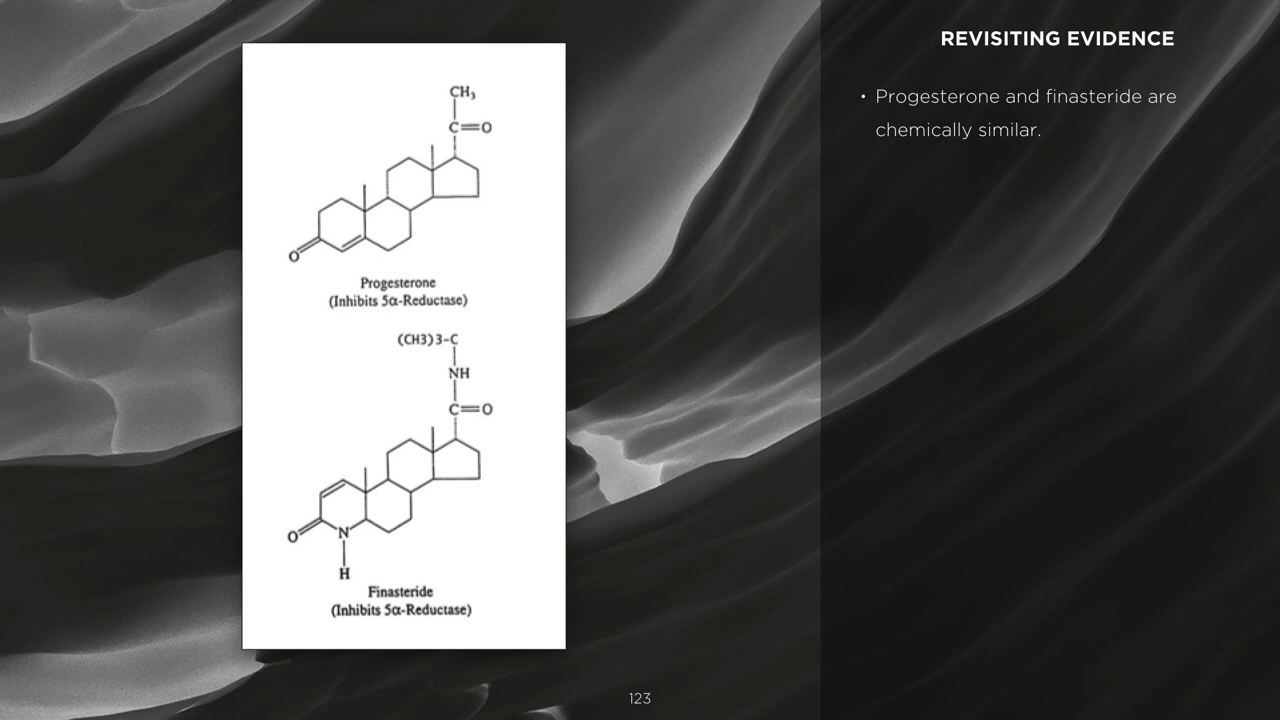 REVISITING EVIDENCE
• Progesterone and finasteride are
chemically similar.
CH₃
C=O
O
Progesterone
(Inhibits 5α-Reductase)
(CH3)3-C
NH
C=O
O
N
H
Finasteride
(Inhibits 5α-Reductase)
123